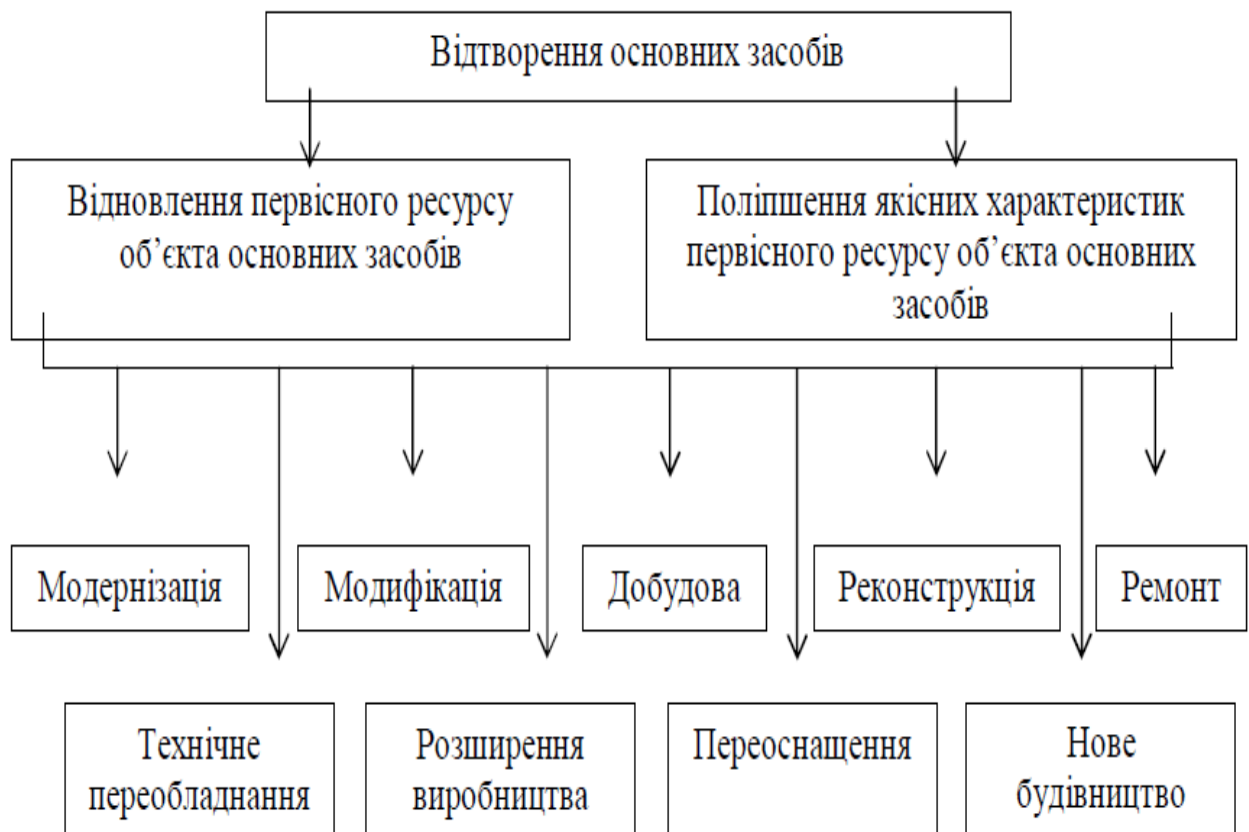 Відтворення основних засобів
Відновлення первісного ресурсу
об’єкта основних засобів
Поліпшення якісних характеристик
первісного ресурсу об’єкта основних
засобів
Модернізація
Модифікація
Добудова
Реконструкція
Ремонт
Технічне
переобладнання
Розширення
виробництва
Переоснащення
Нове
будівництво